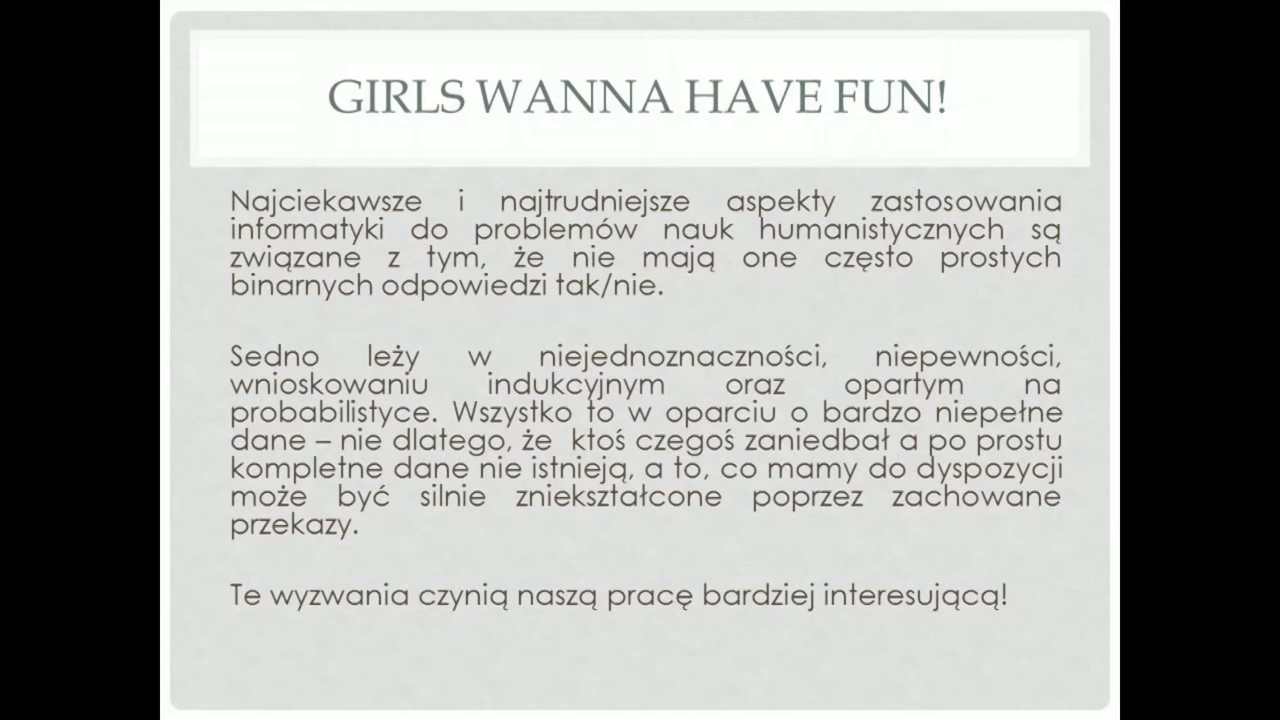 GIRLS WANNA HAVE FUN!
Najciekawsze i najtrudniejsze aspekty zastosowania
informatyki do problemów nauk humanistycznych są
związane z tym, że nie mają one często prostych
binarnych odpowiedzi tak/nie.
Sedno leży w niejednoznaczności, niepewności,
wnioskowaniu indukcyjnym oraz opartym na
probabilistyce. Wszystko to w oparciu o bardzo niepełne
dane – nie dlatego, że ktoś czegoś zaniedbał a po prostu
kompletne dane nie istnieją, a to, co mamy do dyspozycji
może być silnie zniekształcone poprzez zachowane
przekazy.
Te wyzwania czynią naszą pracę bardziej interesującą!